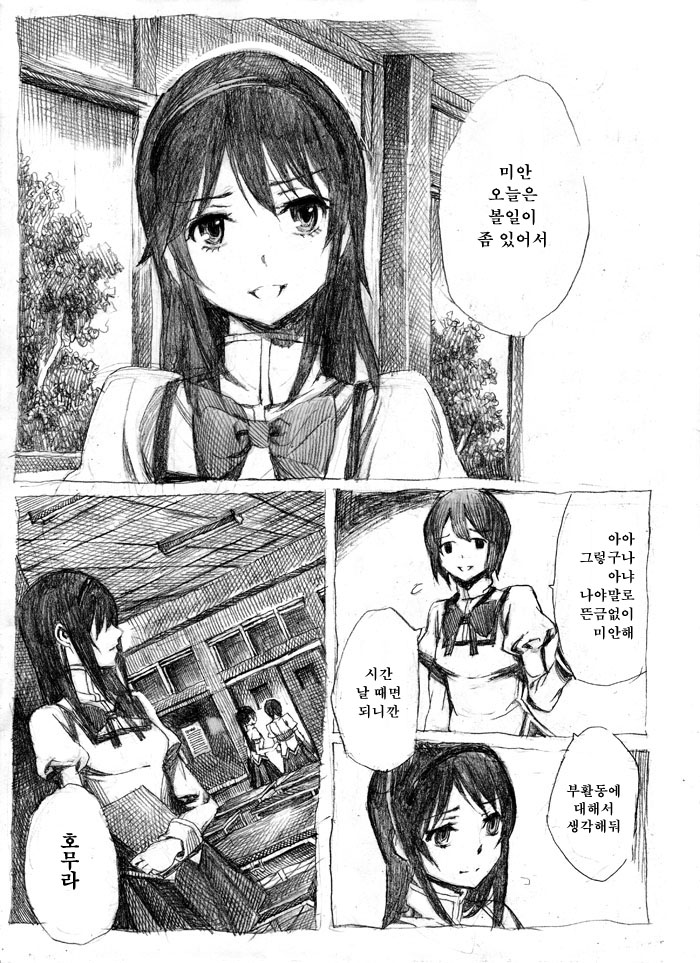 미안
오늘은
볼일이
좀 있어서
아아
그렇구나
아냐
나야말로
뜬금없이
미안해
시간
날 때면
되니깐
부활동에
대해서
생각해둬
호무라